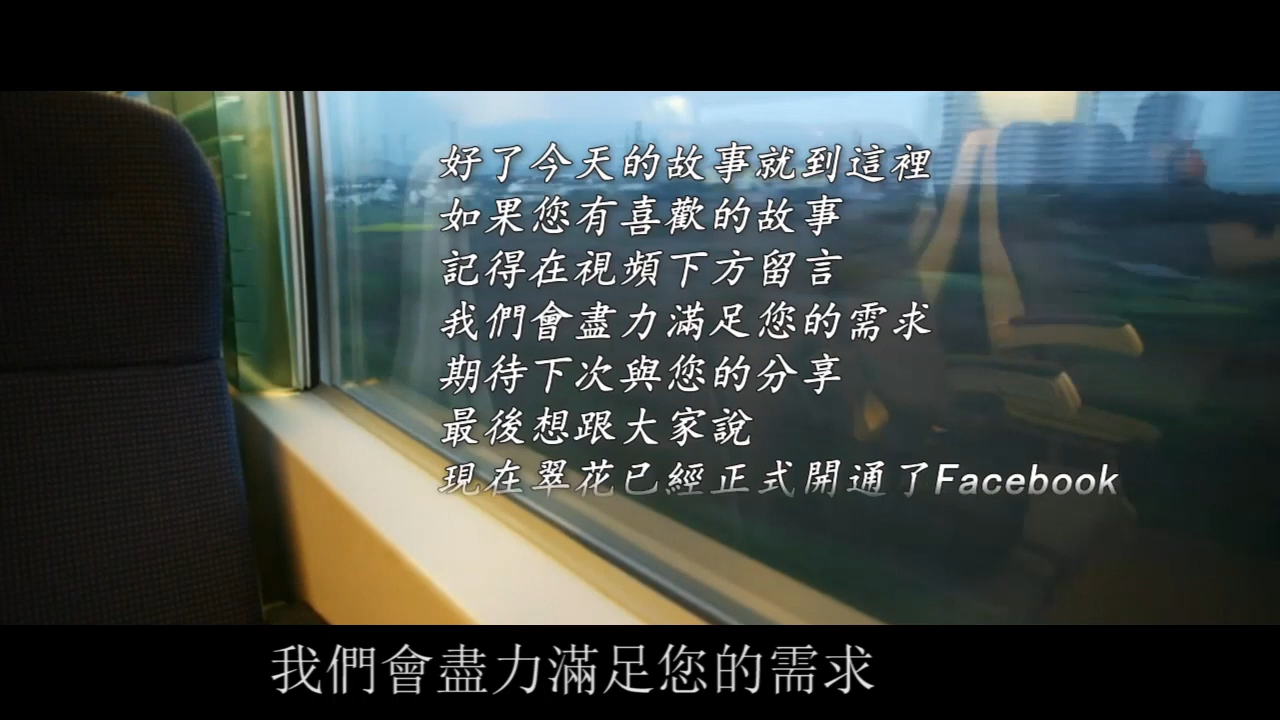 好了今天的故事就到這裡
如果您有喜歡的故事
記得在視頻下方留言
我們會盡力滿足您的需求
期待下次與您的分享
最後想跟大家說
現在翠花已經正式開通了Facebook
我們會盡力滿足您的需求